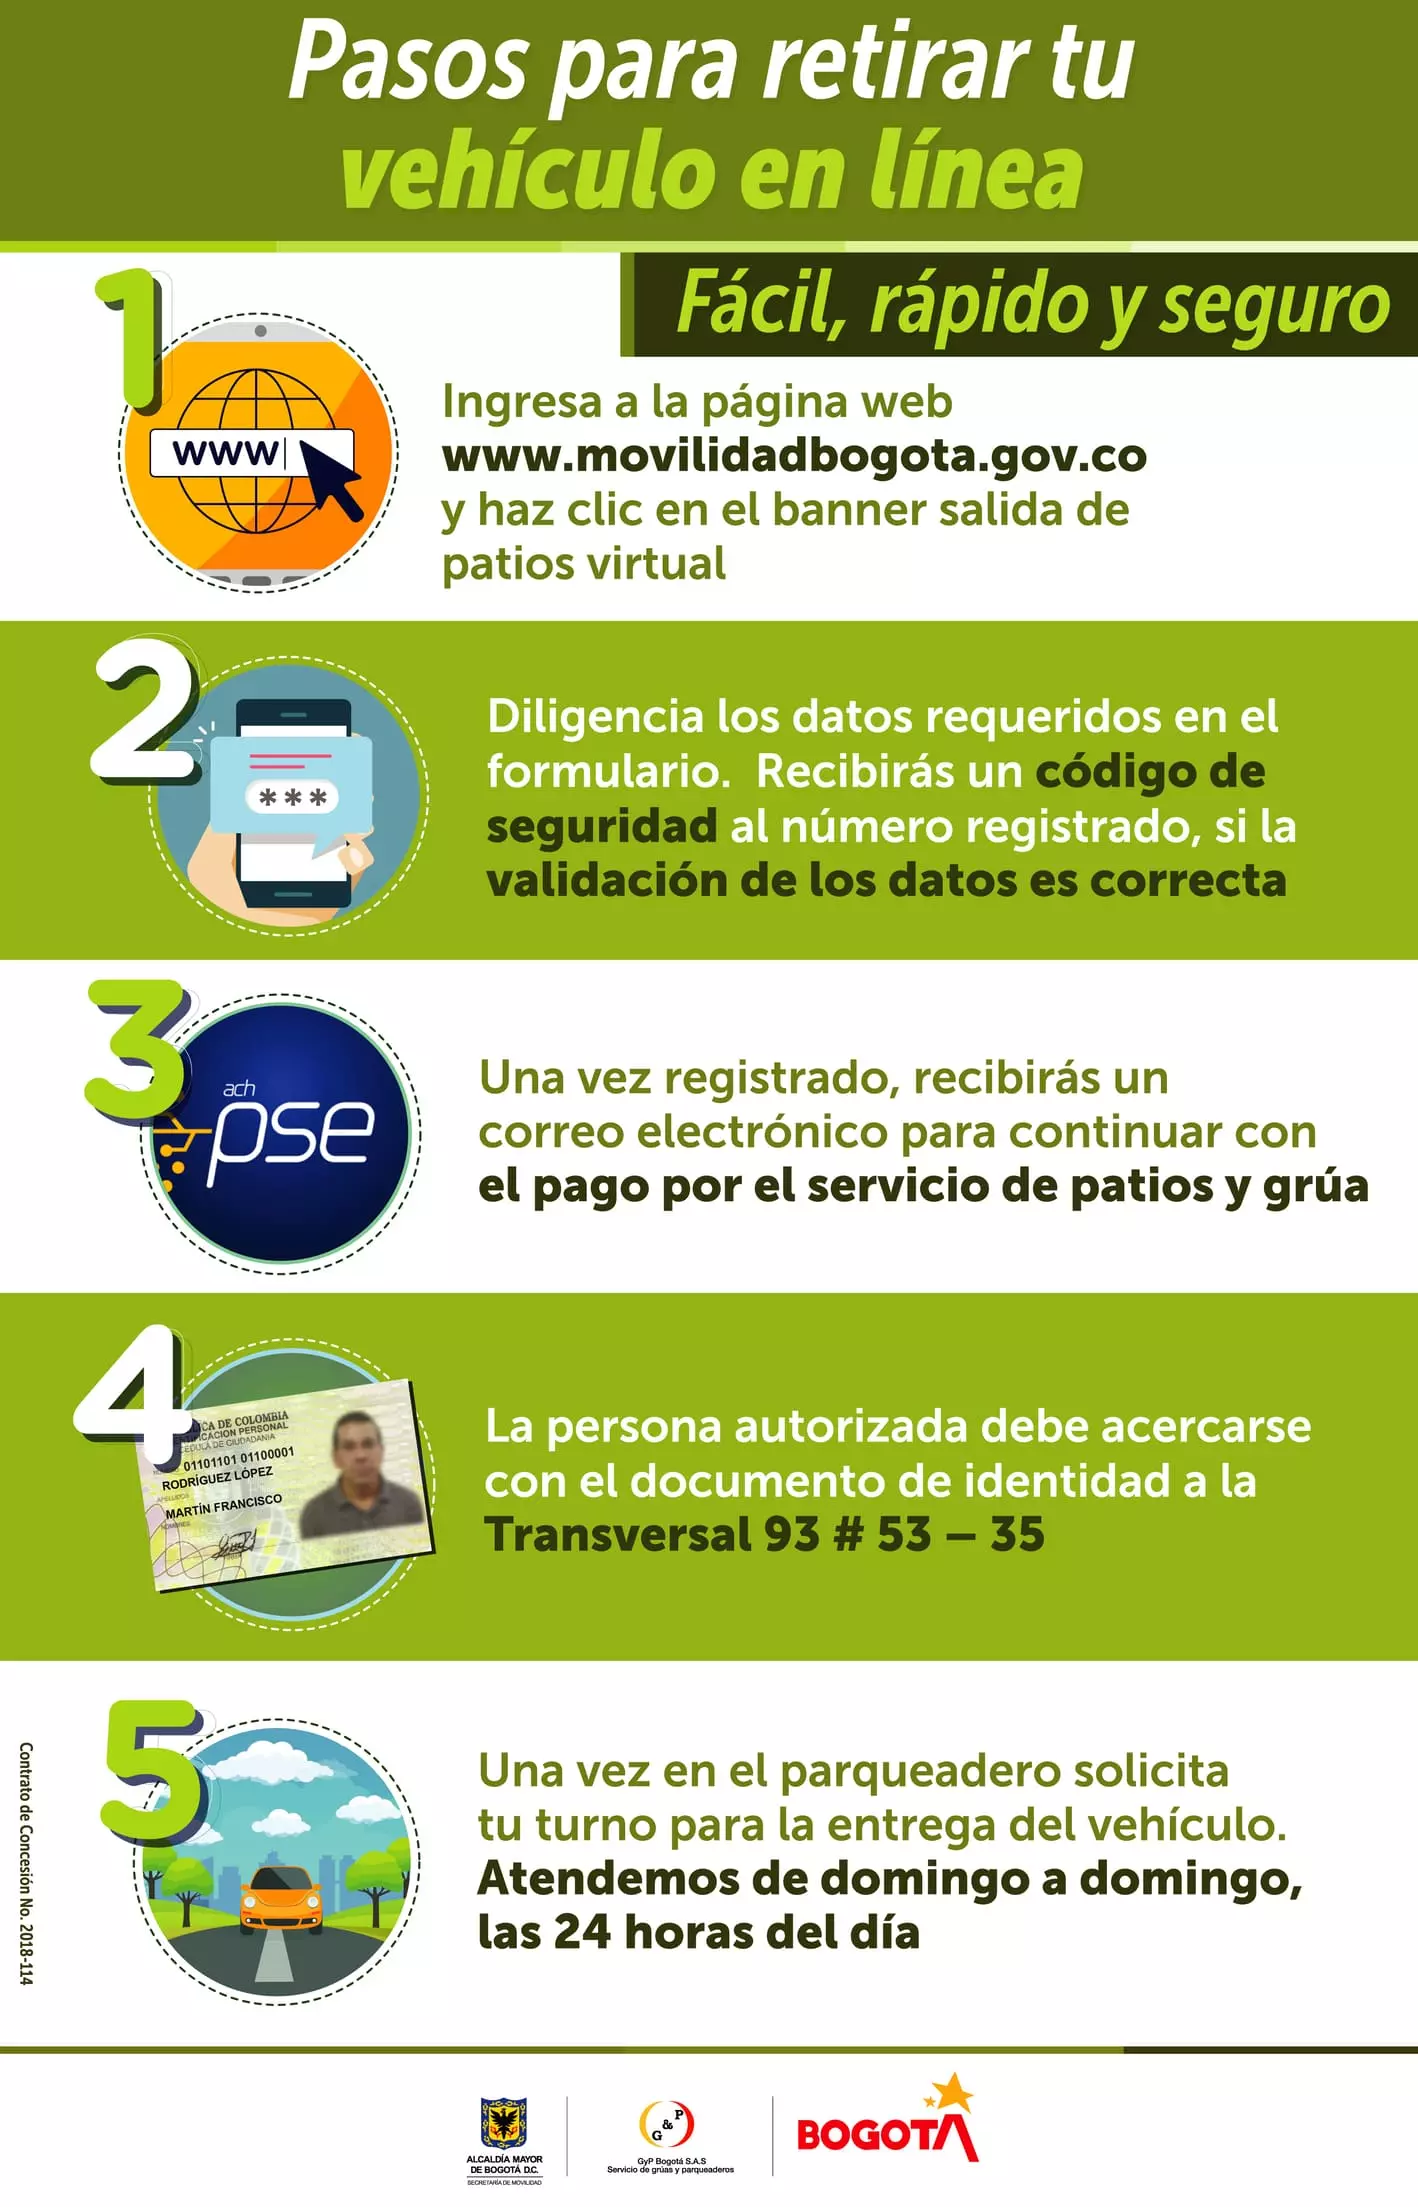 Pasos para retirar tu
vehículo en línea
Fácil, rápido y seguro
1
www
Ingresa a la página web
www.movilidadbogota.gov.co
y haz clic en el banner salida de
patios virtual
2
***
Diligencia los datos requeridos en el
formulario. Recibirás un código de
seguridad al número registrado, si la
validación de los datos es correcta
3
ach
pse
Una vez registrado, recibirás un
correo electrónico para continuar con
el pago por el servicio de patios y grúa
4
DE COLOMBIA
PERSONAL
CEDULA DE CIUDADANIA
01101101 01100001
RODRÍGUEZ LÓPEZ
APELLIDOS
MARTÍN FRANCISCO
NOMBRES
La persona autorizada debe acercarse
con el documento de identidad a la
Transversal 93 # 53 – 35
5
Una vez en el parqueadero solicita
tu turno para la entrega del vehículo.
Atendemos de domingo a domingo,
las 24 horas del día
Contrato de Concesión No. 2018-114
ALCALDÍA MAYOR
DE BOGOTÁ D.C.
SECRETARÍA DE MOVILIDAD
G&P
GyP Bogotá S.A.S
Servicio de grúas y parqueaderos
BOGOTÁ